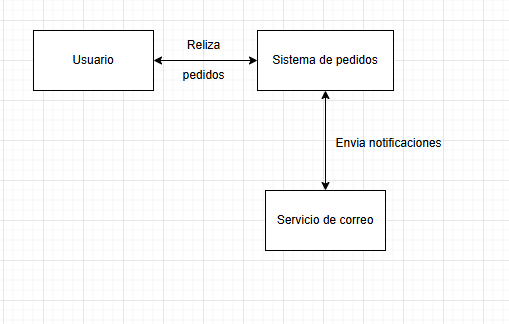 Usuario
Reliza
pedidos
Sistema de pedidos
Envia notificaciones
Servicio de correo